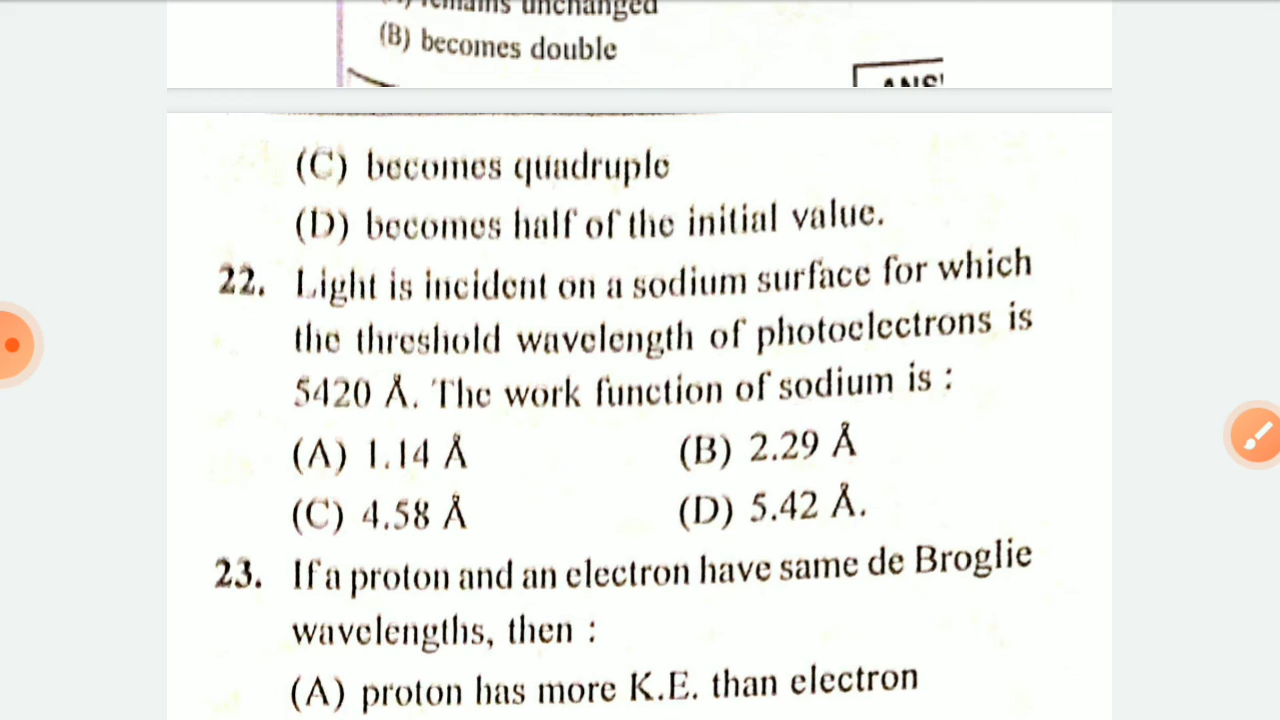 remains unchanged
(B) becomes double
(C) becomes quadruple
(D) becomes half of the initial value.
22. Light is incident on a sodium surface for which
the threshold wavelength of photoelectrons is
5420 Å. The work function of sodium is :
(A) 1.14 Å (B) 2.29 Å
(C) 4.58 Å (D) 5.42 Å.
23. If a proton and an electron have same de Broglie
wavelengths, then :
(A) proton has more K.E. than electron